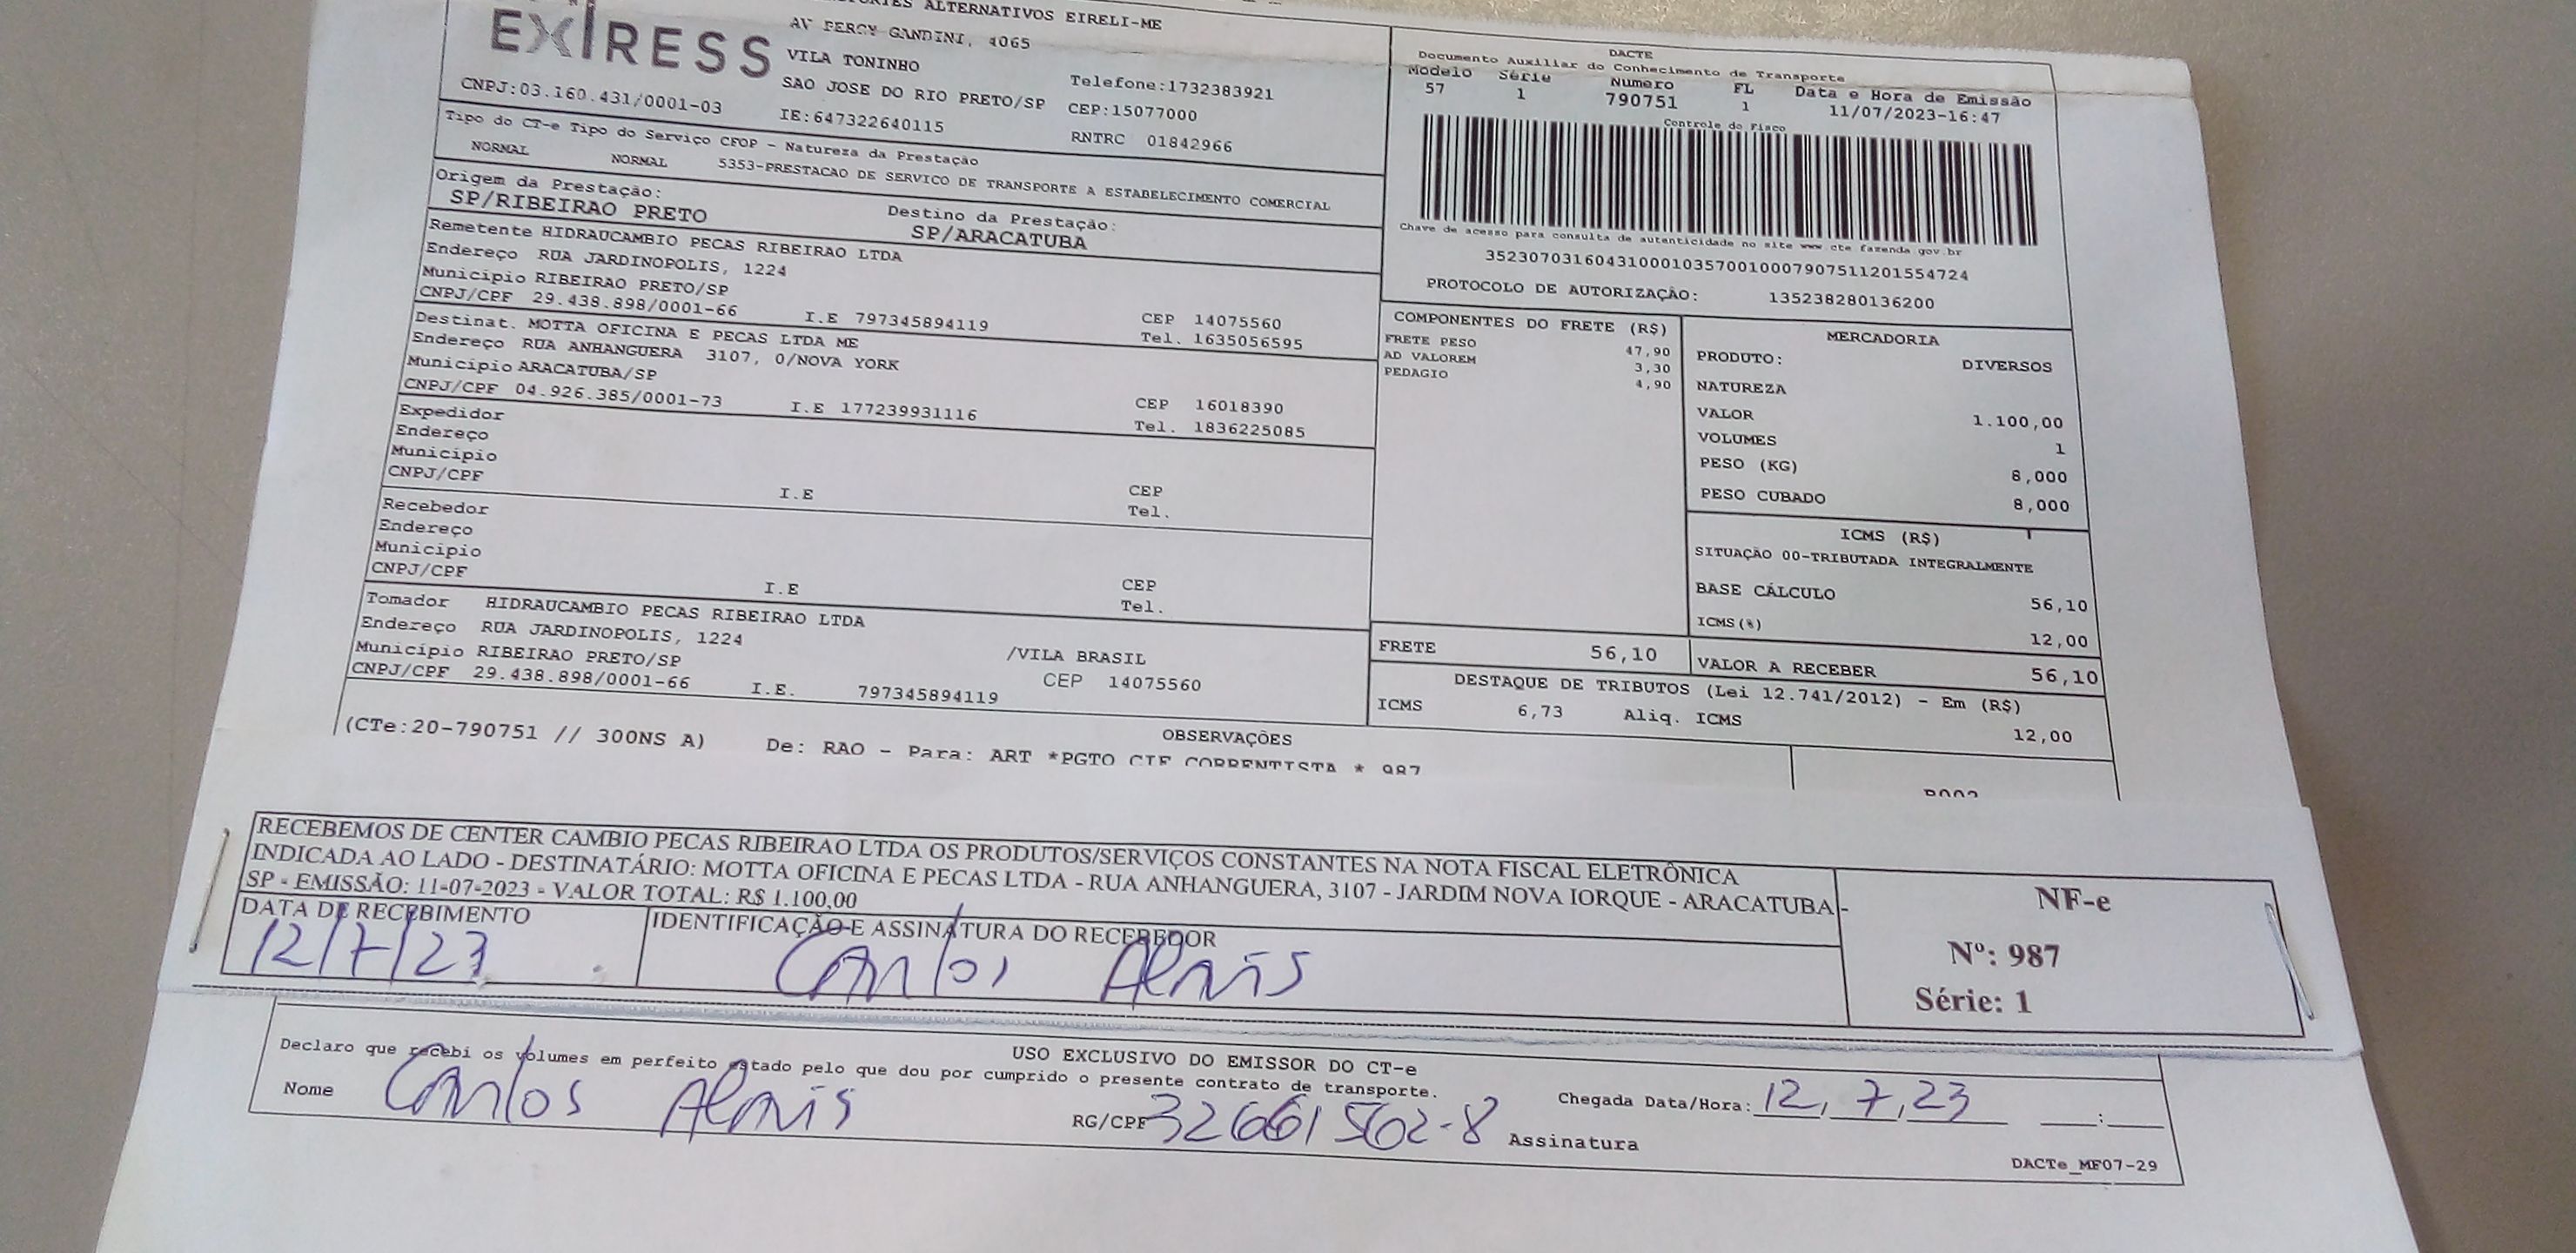 ALTERNATIVOS EIRELI-ME
EXPRESS
AV PERCY GANDINI, 4065
VILA TONINHO
SAO JOSE DO RIO PRETO/SP
Telefone:1732383921
CEP:15077000
CNPJ:03.160.431/0001-03
IE:647322640115
RNTRC 01842966
Tipo do CT-e Tipo do Serviço CFOP - Natureza da Prestação
NORMAL NORMAL 5353-PRESTACAO DE SERVICO DE TRANSPORTE A ESTABELECIMENTO COMERCIAL
Origem da Prestação:
SP/RIBEIRAO PRETO
Destino da Prestação:
SP/ARACATUBA
Remetente HIDRAUCAMBIO PECAS RIBEIRAO LTDA
Endereço RUA JARDINOPOLIS, 1224
Municipio RIBEIRAO PRETO/SP CEP 14075560
CNPJ/CPF 29.438.898/0001-66 I.E 797345894119 Tel. 1635056595
Destinat. MOTTA OFICINA E PECAS LTDA ME
Endereço RUA ANHANGUERA 3107, 0/NOVA YORK
Municipio ARACATUBA/SP CEP 16018390
CNPJ/CPF 04.926.385/0001-73 I.E 177239931116 Tel. 1836225085
Expedidor
Endereço
Municipio CEP
CNPJ/CPF I.E Tel.
Recebedor
Endereço
Municipio CEP
CNPJ/CPF I.E Tel.
Tomador HIDRAUCAMBIO PECAS RIBEIRAO LTDA
Endereço RUA JARDINOPOLIS, 1224 /VILA BRASIL
Municipio RIBEIRAO PRETO/SP CEP 14075560
CNPJ/CPF 29.438.898/0001-66 I.E. 797345894119
DACTE
Documento Auxiliar do Conhecimento de Transporte
Modelo Série Numero FL Data e Hora de Emissão
57 1 790751 1 11/07/2023-16:47
Controle do Fisco
Chave de acesso para consulta de autenticidade no site www.cte fazenda gov.br
35230703160431000103570010007907511201554724
PROTOCOLO DE AUTORIZAÇÃO: 135238280136200
COMPONENTES DO FRETE (R$)
FRETE PESO 47,90
AD VALOREM 3,30
PEDAGIO 4,90
MERCADORIA
PRODUTO: DIVERSOS
NATUREZA
VALOR 1.100,00
VOLUMES 1
PESO (KG) 8,000
PESO CUBADO 8,000
ICMS (R$)
SITUAÇÃO 00-TRIBUTADA INTEGRALMENTE
BASE CÁLCULO 56,10
ICMS(%) 12,00
FRETE 56,10
VALOR A RECEBER 56,10
DESTAQUE DE TRIBUTOS (Lei 12.741/2012) - Em (R$)
ICMS 6,73 Aliq. ICMS 12,00
OBSERVAÇÕES
(CTe:20-790751 // 300NS A) De: RAO - Para: ART *PGTO CIF CORRENTISTA * 987
R002
RECEBEMOS DE CENTER CAMBIO PECAS RIBEIRAO LTDA OS PRODUTOS/SERVIÇOS CONSTANTES NA NOTA FISCAL ELETRÔNICA
INDICADA AO LADO - DESTINATÁRIO: MOTTA OFICINA E PECAS LTDA - RUA ANHANGUERA, 3107 - JARDIM NOVA IORQUE - ARACATUBA -
SP - EMISSÃO: 11-07-2023 - VALOR TOTAL: R$ 1.100,00
DATA DE RECEBIMENTO
12/7/23
IDENTIFICAÇÃO E ASSINATURA DO RECEBEDOR
Carlos
NF-e
Nº: 987
Série: 1
USO EXCLUSIVO DO EMISSOR DO CT-e
Declaro que recebi os volumes em perfeito estado pelo que dou por cumprido o presente contrato de transporte.
Nome Carlos
RG/CPF 32661562-8 Assinatura
Chegada Data/Hora: 12, 7, 23 :
DACTe_MF07-29